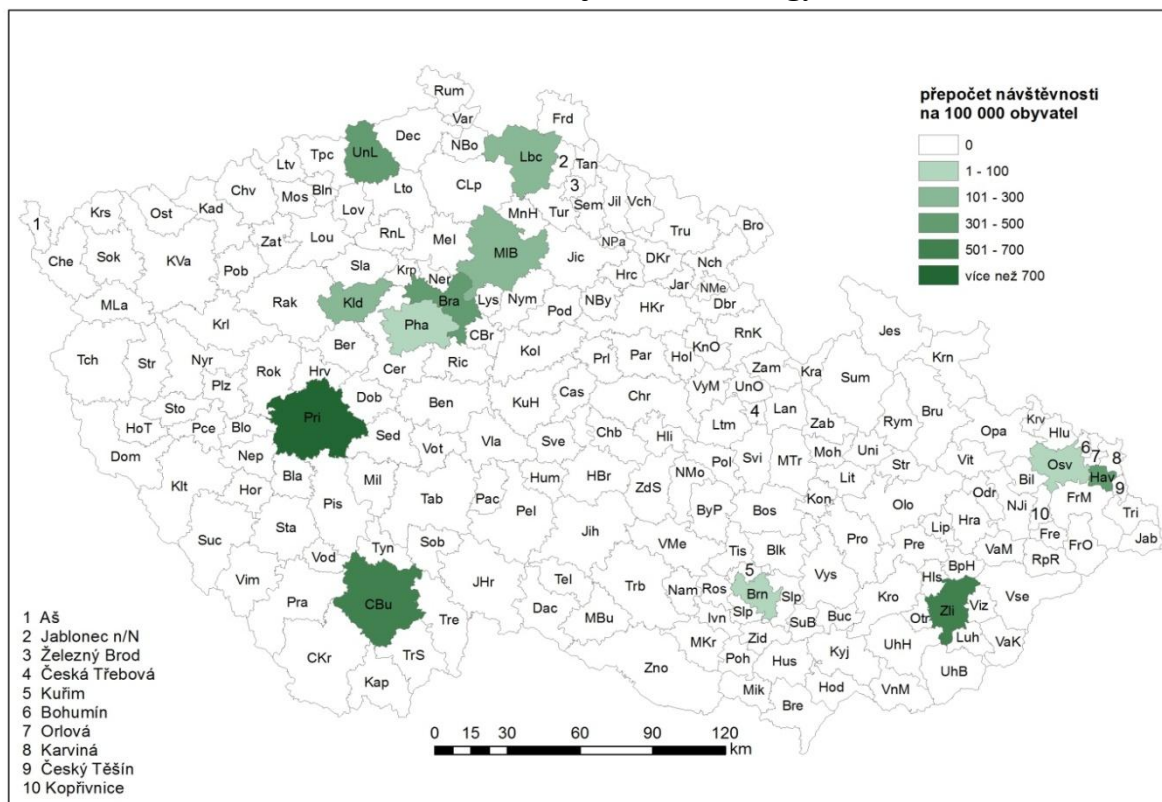 Rum
Var
Frd
Dec
NBo
UnL
Tpc
Ltv
Lbc
2
Tan
3
Sem
Jil
Vch
Chv
Mos
Bln
Lto
CLp
Lov
MnH
Tur
Tru
Bro
1
Krs
Ost
Kad
Lou
RnL
Mel
MlB
Jic
NPa
DKr
Nch
Che
Sok
KVa
Zat
Pob
Sla
Krp
Ner
Hrc
Jar
NMe
MLa
Rak
Kld
Bra
Lys
Nym
Pod
NBy
HKr
Dbr
Pha
CBr
Krl
Tch
Str
Nyr
Ber
Cer
Ric
Kol
Prl
Par
Hol
KnO
RnK
Jes
Plz
Rok
Hrv
Dob
Ben
KuH
Cas
Chr
VyM
UnO
Zam
Kra
Sum
Krn
Sto
HoT
Pce
Blo
Pri
Sed
Vot
Vla
Sve
Chb
Hli
Ltm
4
Lan
Zab
Rym
Bru
Dom
Nep
Bla
Mil
Tab
Pac
Hum
HBr
ZdS
NMo
Pol
Svi
MTr
Moh
Uni
Str
Opa
Krv
Hlu
6
7
8
Klt
Hor
Pis
Pel
Jih
ByP
Bos
Kon
Lit
Olo
Vit
Odr
Bil
Osv
Hav
9
Suc
Sta
Vod
Tyn
Sob
VMe
Tis
Blk
Pro
Pre
Lip
Hra
NJi
10
FrM
Tri
Fre
FrO
Jab
Vim
Pra
CBu
JHr
Tel
Trb
Nam
Ros
5
Brn
Slp
Vys
Kro
Hls
BpH
VaM
RpR
CKr
Tre
TrS
Kap
Dac
MBu
Ivn
Slp
SuB
Buc
Otr
Zli
Viz
Vse
MKr
Zid
Poh
Hus
Kyj
UhH
Luh
VaK
Zno
Mik
Bre
Hod
VnM
UhB
přepočet návštěvnosti
na 100 000 obyvatel
0
1 - 100
101 - 300
301 - 500
501 - 700
více než 700
1 Aš
2 Jablonec n/N
3 Železný Brod
4 Česká Třebová
5 Kuřim
6 Bohumín
7 Orlová
8 Karviná
9 Český Těšín
10 Kopřivnice
0 15 30 60 90 120
km